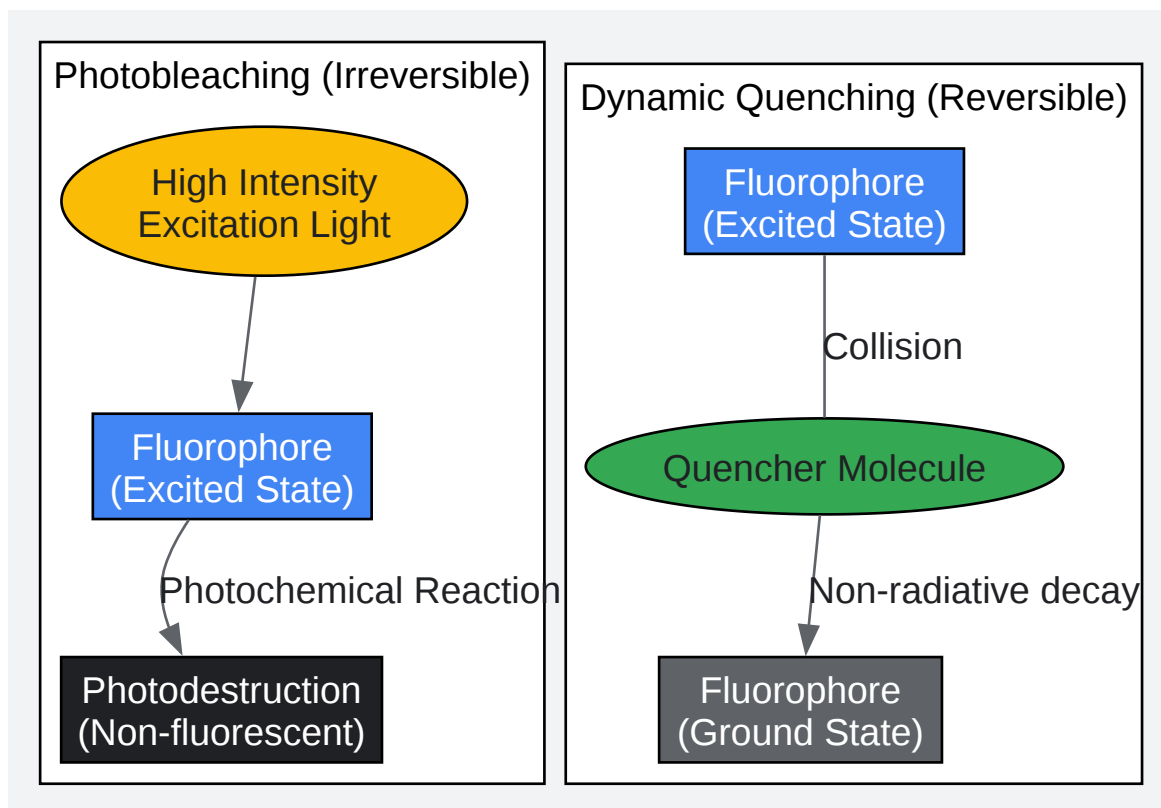 Photobleaching (Irreversible)
High Intensity
Excitation Light
Fluorophore
(Excited State)
Photochemical Reaction
Photodestruction
(Non-fluorescent)
Dynamic Quenching (Reversible)
Fluorophore
(Excited State)
Collision
Quencher Molecule
Non-radiative decay
Fluorophore
(Ground State)